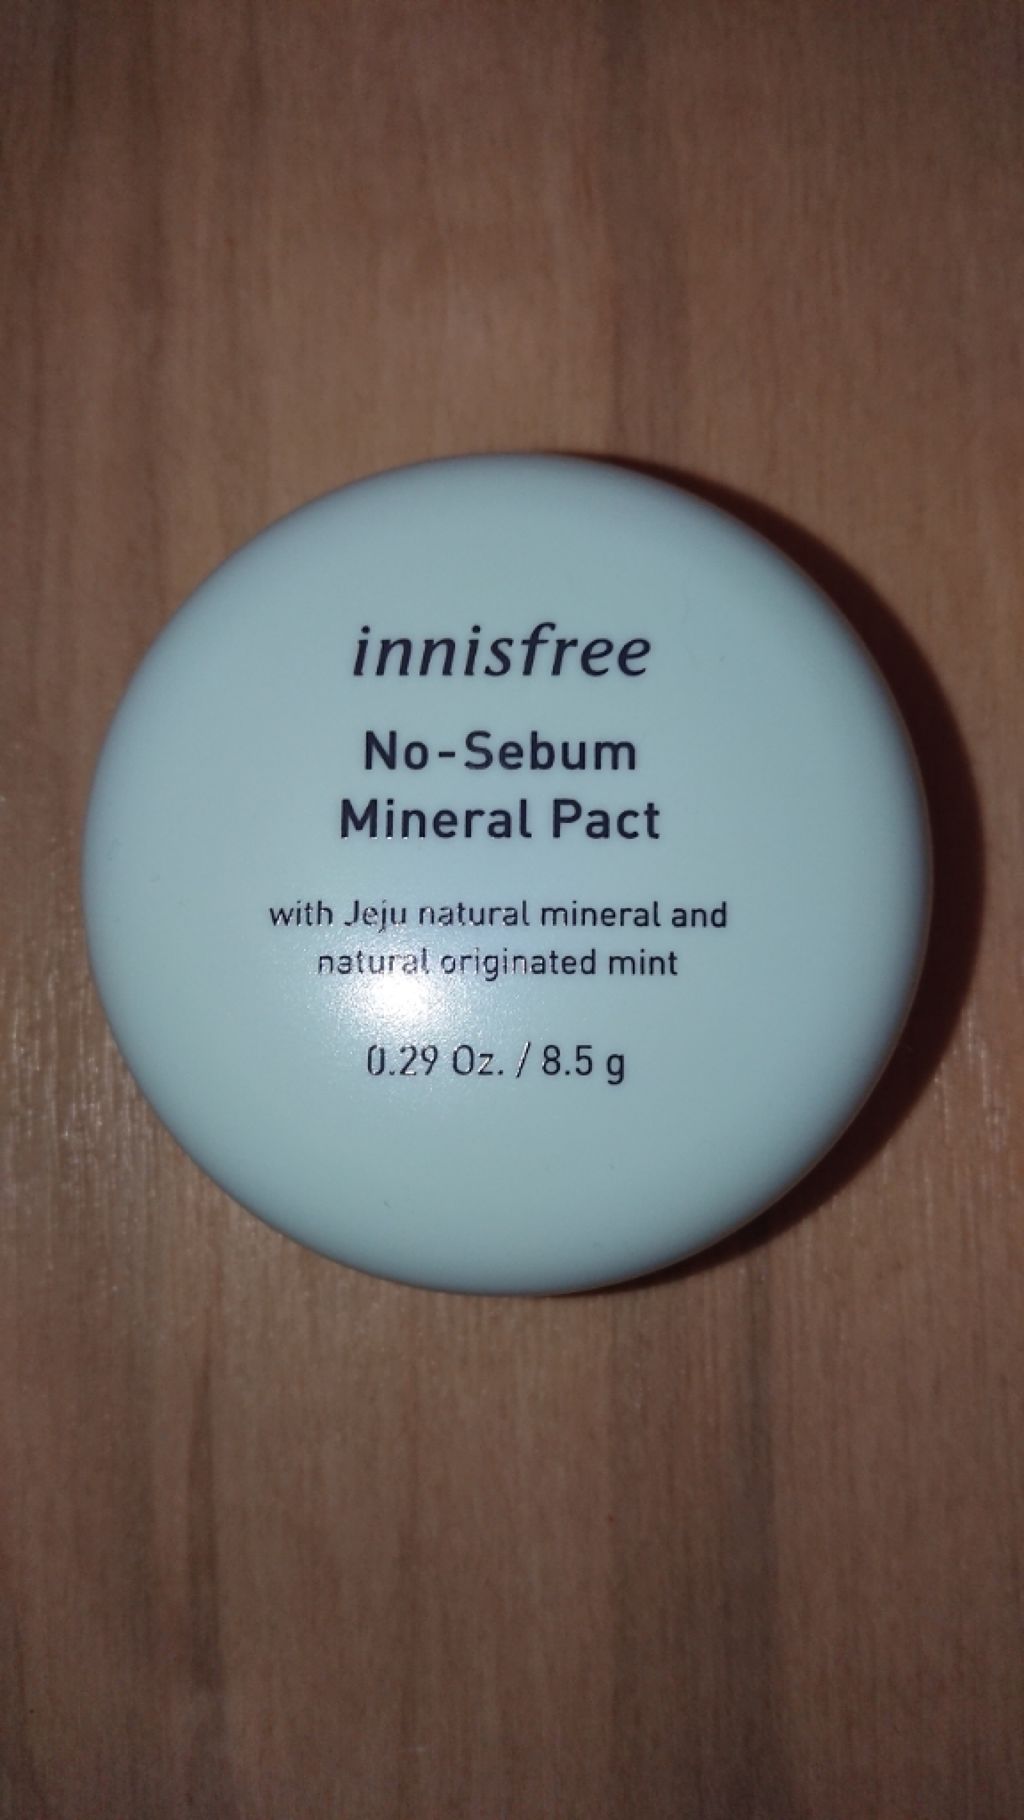 innisfree
No-Sebum
Mineral Pact
with Jeju natural mineral and
natural originated mint
0.29 Oz. / 8.5 g